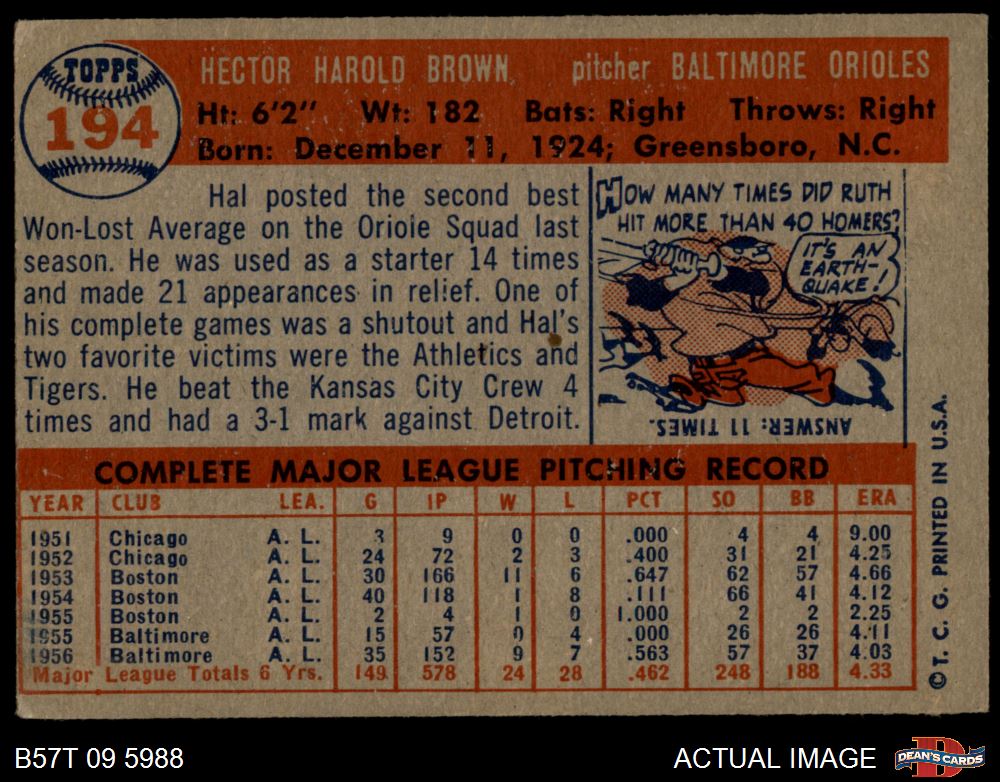 TOPPS
194
HECTOR HAROLD BROWN pitcher BALTIMORE ORIOLES
Ht: 6'2" Wt: 182 Bats: Right Throws: Right
Born: December 11, 1924; Greensboro, N.C.
Hal posted the second best
Won-Lost Average on the Oriole Squad last
season. He was used as a starter 14 times
and made 21 appearances in relief. One of
his complete games was a shutout and Hal's
two favorite victims were the Athletics and
Tigers. He beat the Kansas City Crew 4
times and had a 3-1 mark against Detroit.
HOW MANY TIMES DID RUTH
HIT MORE THAN 40 HOMERS?
IT'S AN
EARTH-
QUAKE!
ANSWER: 11 TIMES.
COMPLETE MAJOR LEAGUE PITCHING RECORD
YEAR CLUB LEA. G IP W L PCT SO BB ERA
1951 Chicago A. L. 3 9 0 0 .000 4 4 9.00
1952 Chicago A. L. 24 72 2 3 .400 31 21 4.25
1953 Boston A. L. 30 166 11 6 .647 62 57 4.66
1954 Boston A. L. 40 118 1 8 .111 66 41 4.12
1955 Boston A. L. 2 4 1 0 1.000 2 2 2.25
1955 Baltimore A. L. 15 57 0 4 .000 26 26 4.11
1956 Baltimore A. L. 35 152 9 7 .563 57 37 4.03
Major League Totals 6 Yrs. 149 578 24 28 .462 248 188 4.33
© T. C. G. PRINTED IN U.S.A.
B57T 09 5988
ACTUAL IMAGE
DEAN'S CARDS